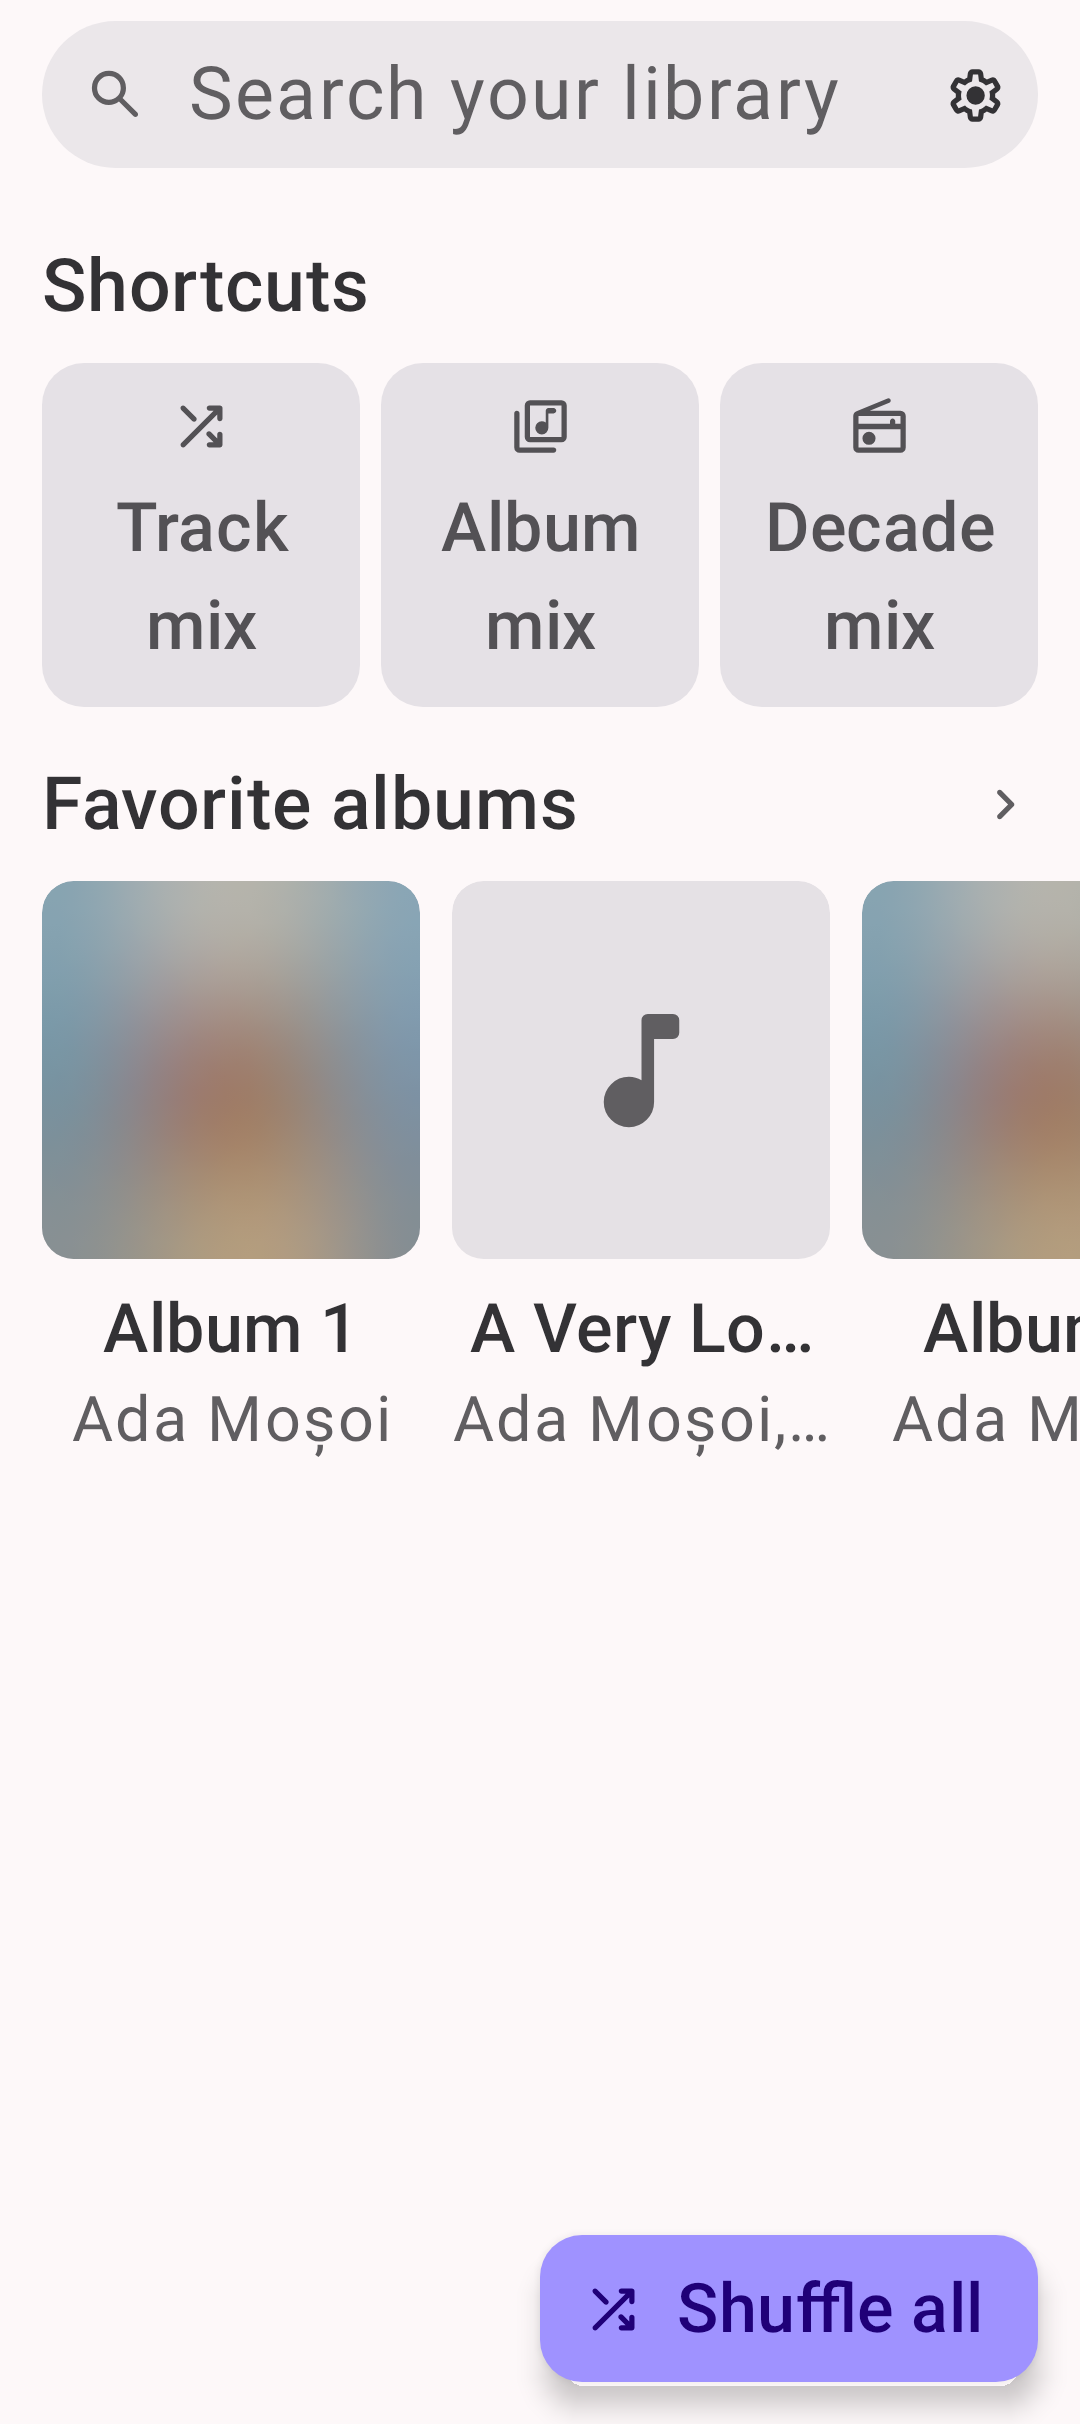 Search your library
Shortcuts
Track
mix
Album
mix
Decade
mix
Favorite albums
Album 1
Ada Moșoi
A Very Lo…
Ada Moșoi,…
Ada
Shuffle all